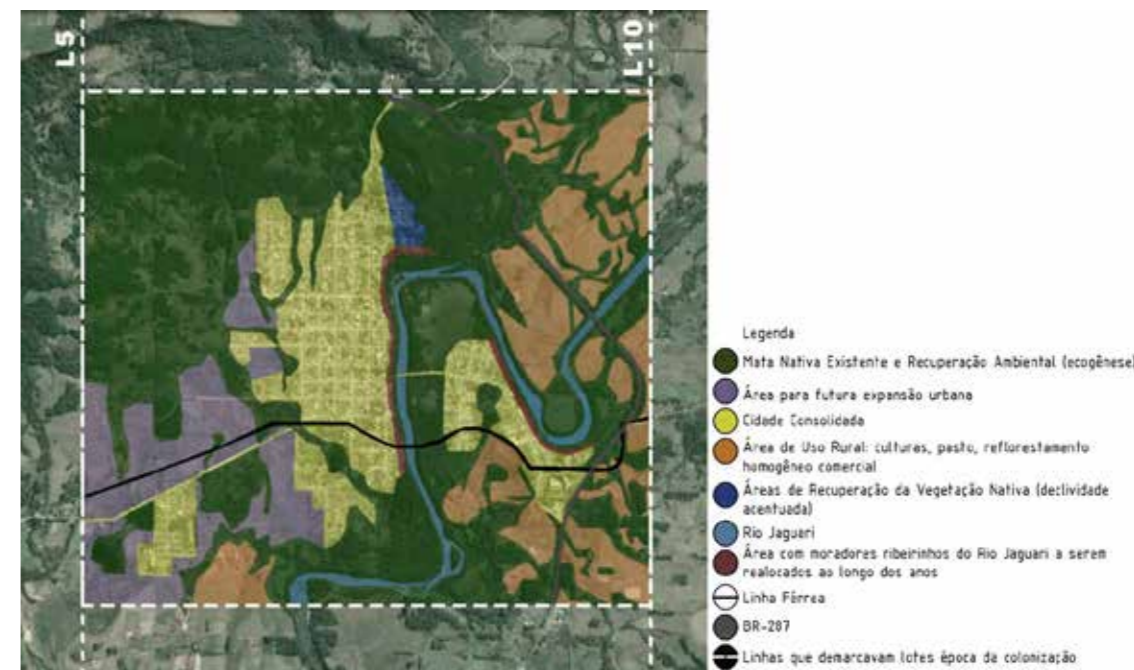 L5
L10
Legenda
Mata Nativa Existente e Recuperação Ambiental (ecogênese)
Área para futura expansão urbana
Cidade Consolidada
Área de Uso Rural: culturas, pasto, reflorestamento
homogêneo comercial
Áreas de Recuperação da Vegetação Nativa (declividade
acentuada)
Rio Jaguari
Área com moradores ribeirinhos do Rio Jaguari a serem
realocados ao longo dos anos
Linha Férrea
BR-287
Linhas que demarcavam lotes época da colonização